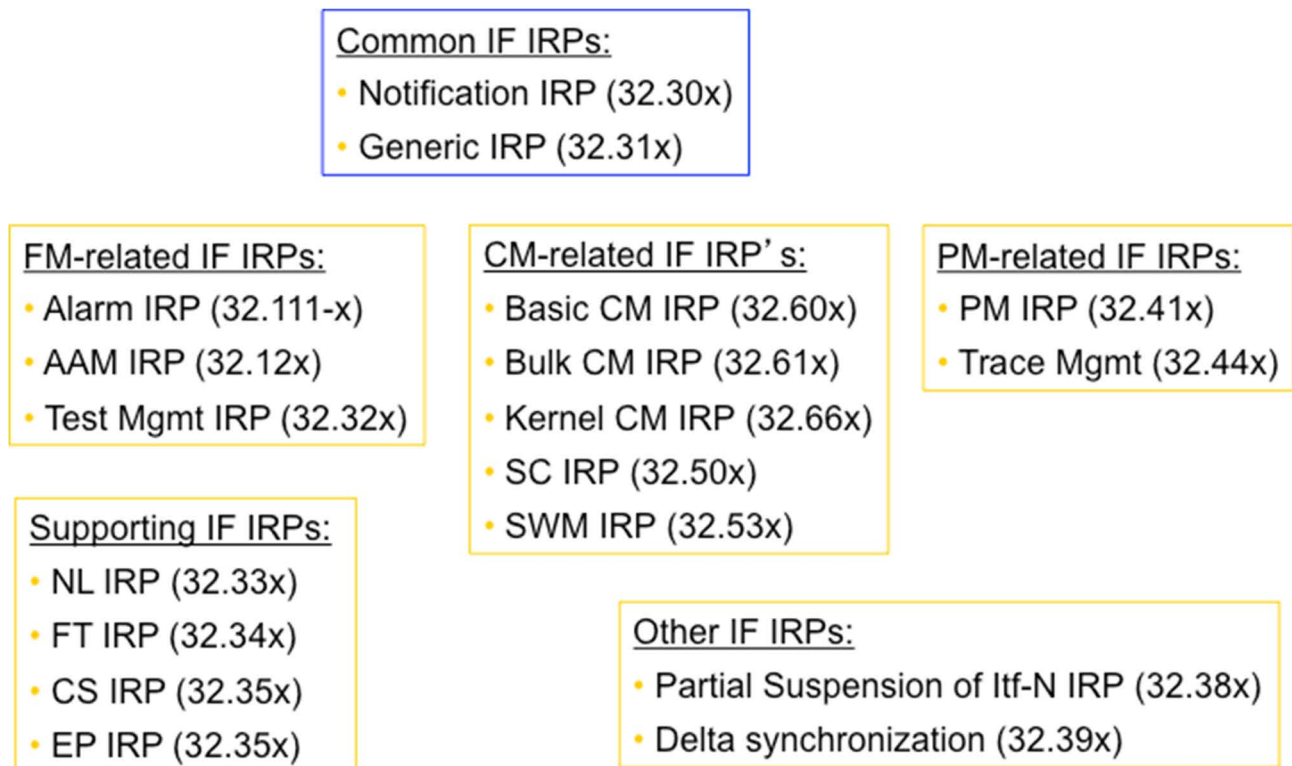 Common IF IRPs:
• Notification IRP (32.30x)
• Generic IRP (32.31x)
FM-related IF IRPs:
• Alarm IRP (32.111-x)
• AAM IRP (32.12x)
• Test Mgmt IRP (32.32x)
CM-related IF IRP’ s:
• Basic CM IRP (32.60x)
• Bulk CM IRP (32.61x)
• Kernel CM IRP (32.66x)
• SC IRP (32.50x)
• SWM IRP (32.53x)
PM-related IF IRPs:
• PM IRP (32.41x)
• Trace Mgmt (32.44x)
Supporting IF IRPs:
• NL IRP (32.33x)
• FT IRP (32.34x)
• CS IRP (32.35x)
• EP IRP (32.35x)
Other IF IRPs:
• Partial Suspension of Itf-N IRP (32.38x)
• Delta synchronization (32.39x)